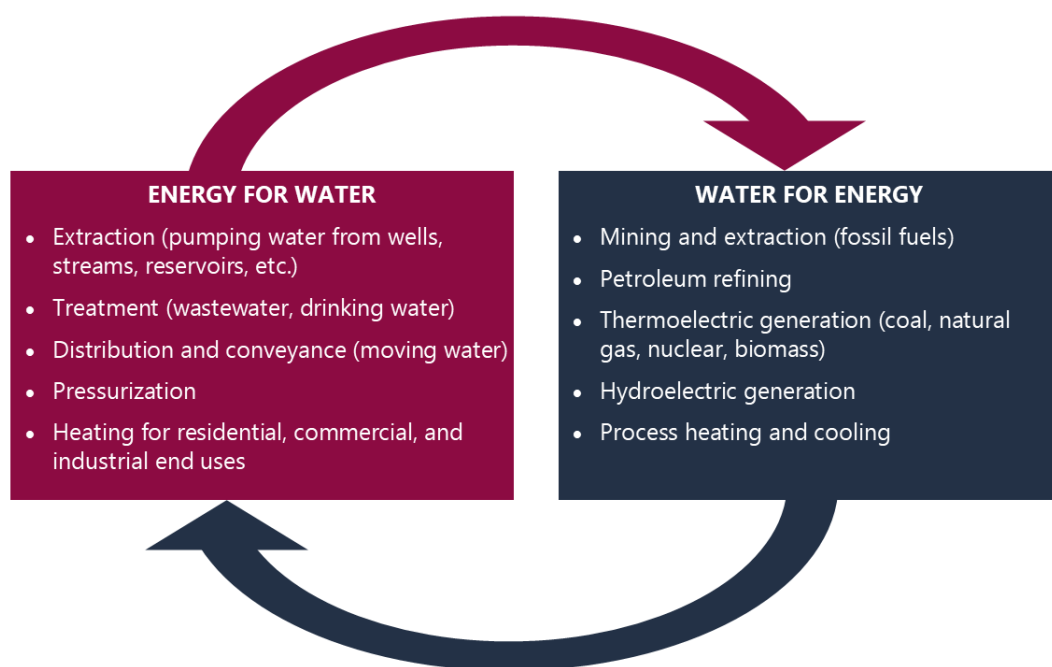 ENERGY FOR WATER
• Extraction (pumping water from wells,
streams, reservoirs, etc.)
• Treatment (wastewater, drinking water)
• Distribution and conveyance (moving water)
• Pressurization
• Heating for residential, commercial, and
industrial end uses
WATER FOR ENERGY
• Mining and extraction (fossil fuels)
• Petroleum refining
• Thermoelectric generation (coal, natural
gas, nuclear, biomass)
• Hydroelectric generation
• Process heating and cooling